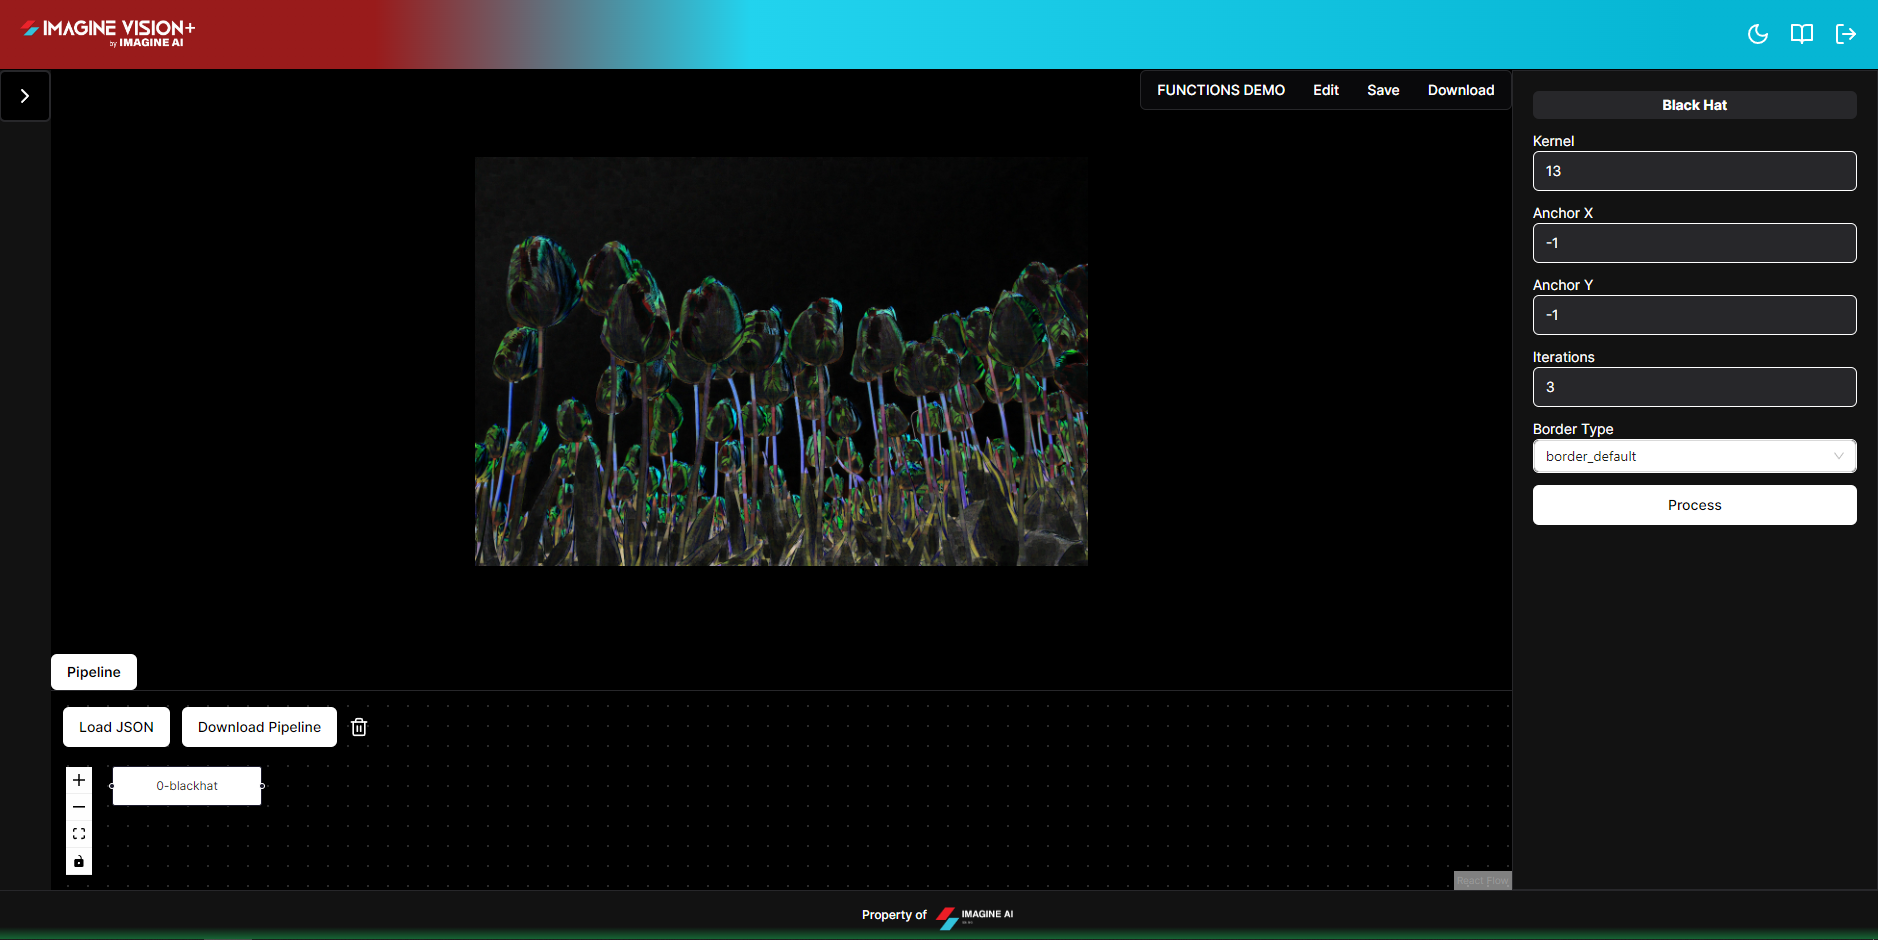 IMAGINE VISION+
by IMAGINE AI
FUNCTIONS DEMO Edit Save Download
Black Hat
Kernel
13
Anchor X
-1
Anchor Y
-1
Iterations
3
Border Type
border_default
Process
Pipeline
Load JSON Download Pipeline
0-blackhat
React Flow
Property of IMAGINE AI